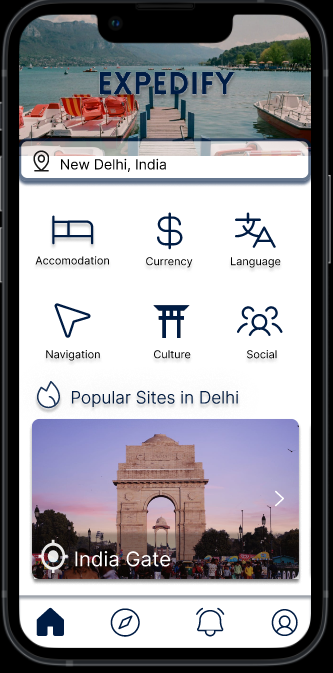 EXPEDIFY
New Delhi, India
Accomodation
Currency
Language
Navigation
Culture
Social
Popular Sites in Delhi
India Gate